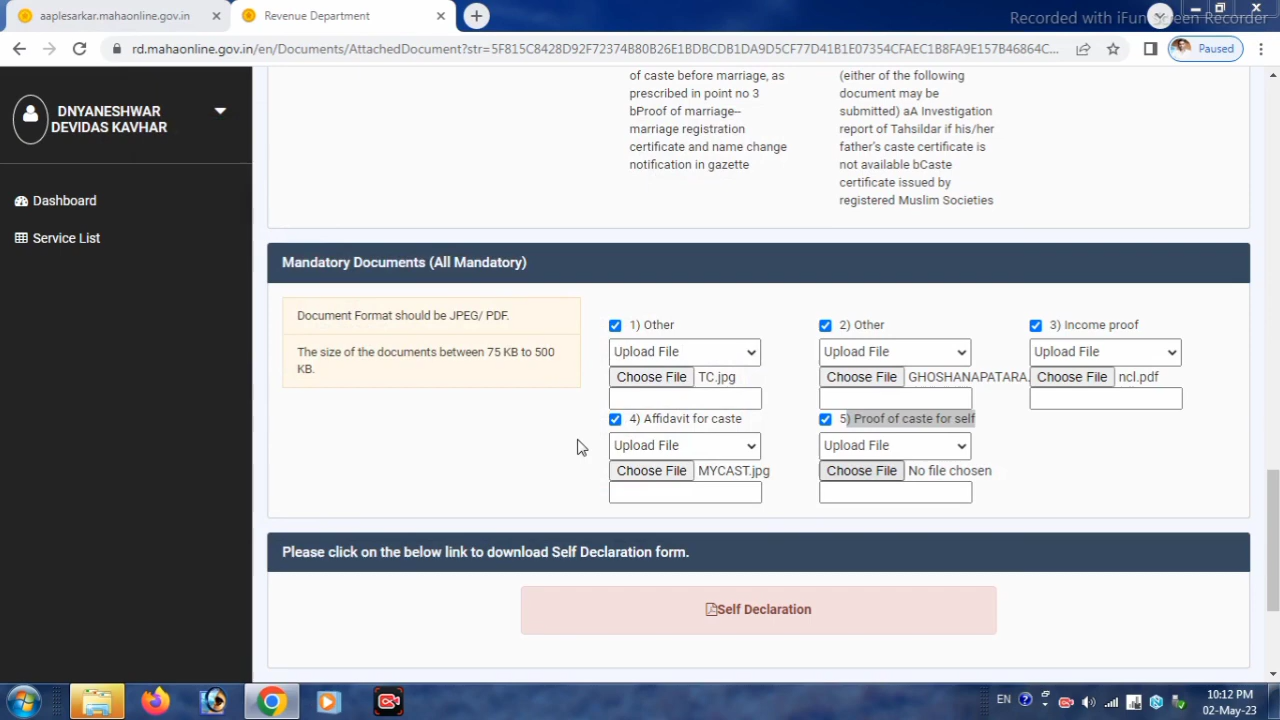 aaplesarkar.mahaonline.gov.in
Revenue Department
Recorded with iFun Screen Recorder
rd.mahaonline.gov.in/en/Documents/AttachedDocument?str=5F815C8428D92F72374B80B26E1BDBCDB1DA9D5CF77D41B1E07354CFAEC1B8FA9E157B46864C...
Paused
DNYANESHWAR
DEVIDAS KAVHAR
Dashboard
Service List
of caste before marriage, as
prescribed in point no 3
bProof of marriage–
marriage registration
certificate and name change
notification in gazette
(either of the following
document may be
submitted) aA Investigation
report of Tahsildar if his/her
father's caste certificate is
not available bCaste
certificate issued by
registered Muslim Societies
Mandatory Documents (All Mandatory)
Document Format should be JPEG/ PDF.
The size of the documents between 75 KB to 500
KB.
1) Other
Upload File
Choose File TC.jpg
2) Other
Upload File
Choose File GHOSHANAPATARA.
3) Income proof
Upload File
Choose File ncl.pdf
4) Affidavit for caste
Upload File
Choose File MYCAST.jpg
5) Proof of caste for self
Upload File
Choose File No file chosen
Please click on the below link to download Self Declaration form.
Self Declaration
EN
10:12 PM
02-May-23